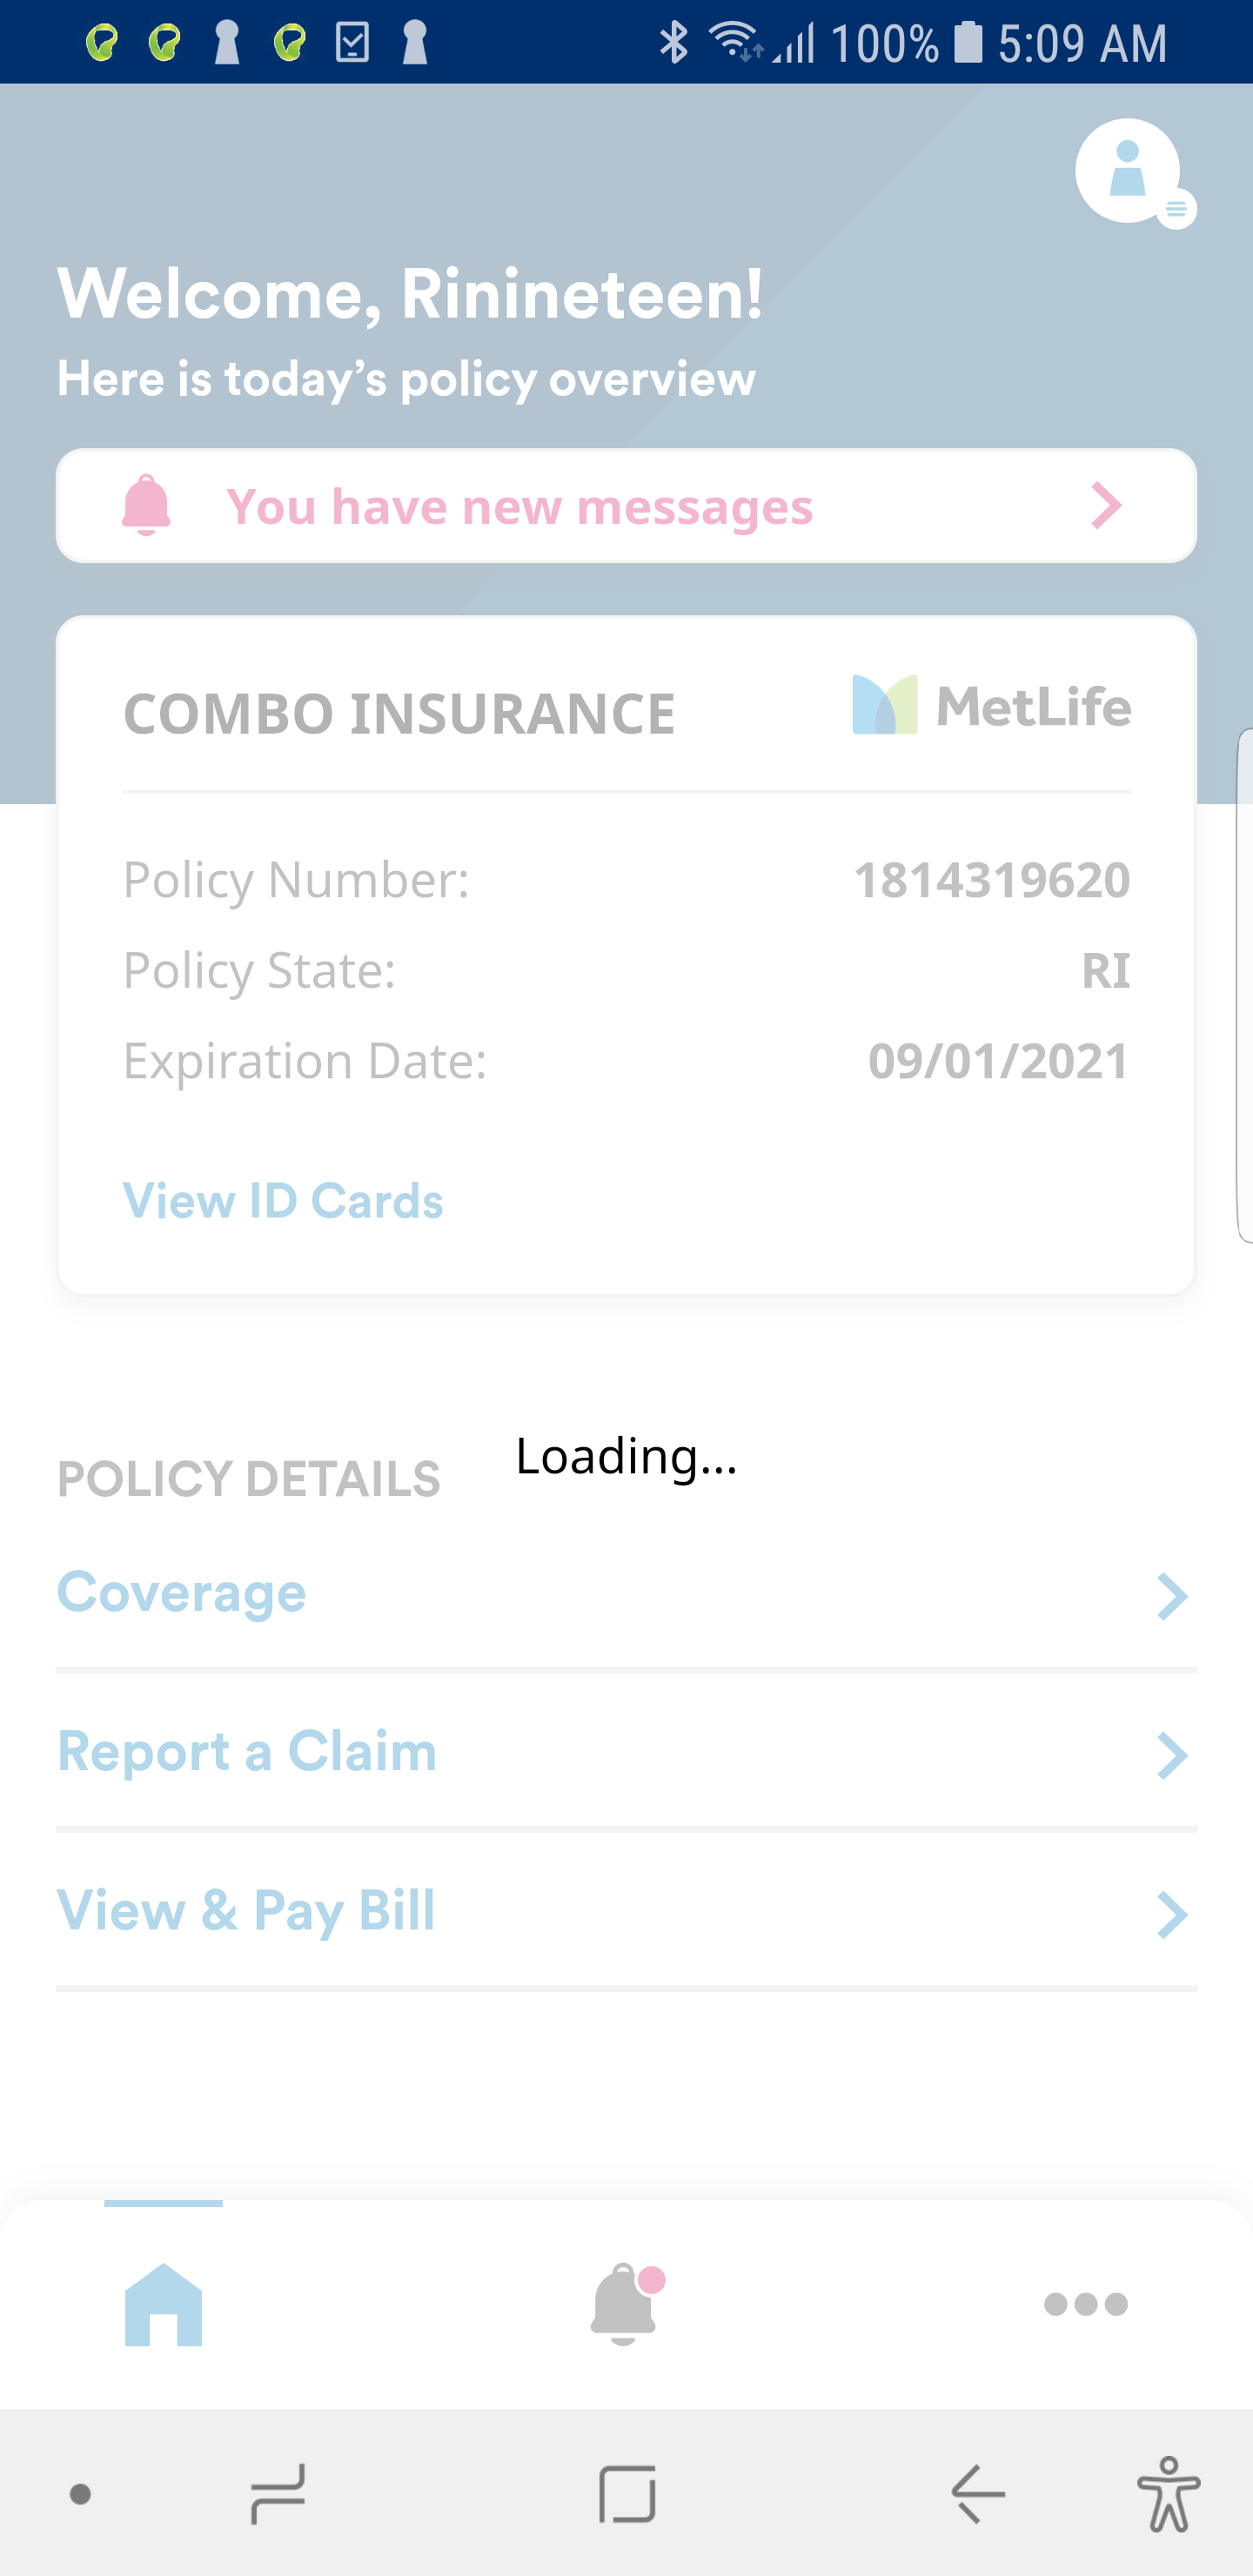 100% 5:09 AM
Welcome, Rinineteen!
Here is today's policy overview
You have new messages
COMBO INSURANCE MetLife
Policy Number: 1814319620
Policy State: RI
Expiration Date: 09/01/2021
View ID Cards
Loading...
POLICY DETAILS
Coverage
Report a Claim
View & Pay Bill